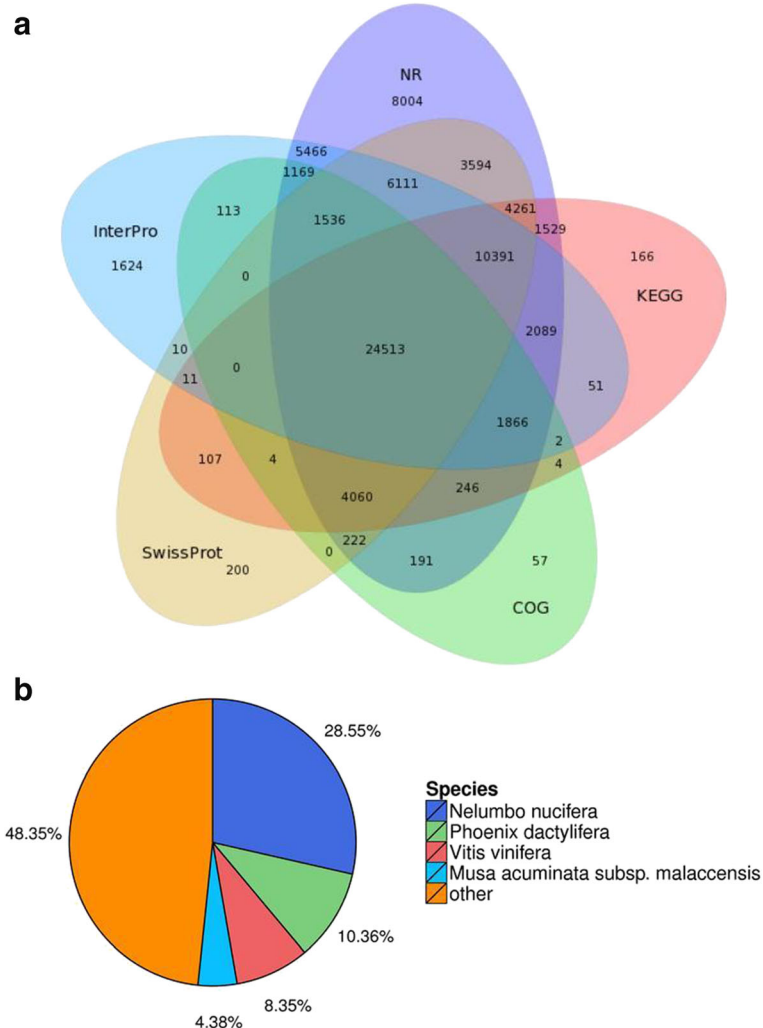 a
NR
8004
5466
1169
6111
3594
4261
1529
113
1536
InterPro
1624
10391
166
KEGG
0
2089
24513
10
11
0
51
1866
2
4
107
4
246
4060
222
0
191
57
SwissProt
200
COG
b
28.55%
48.35%
10.36%
8.35%
4.38%
Species
Nelumbo nucifera
Phoenix dactylifera
Vitis vinifera
Musa acuminata subsp. malaccensis
other